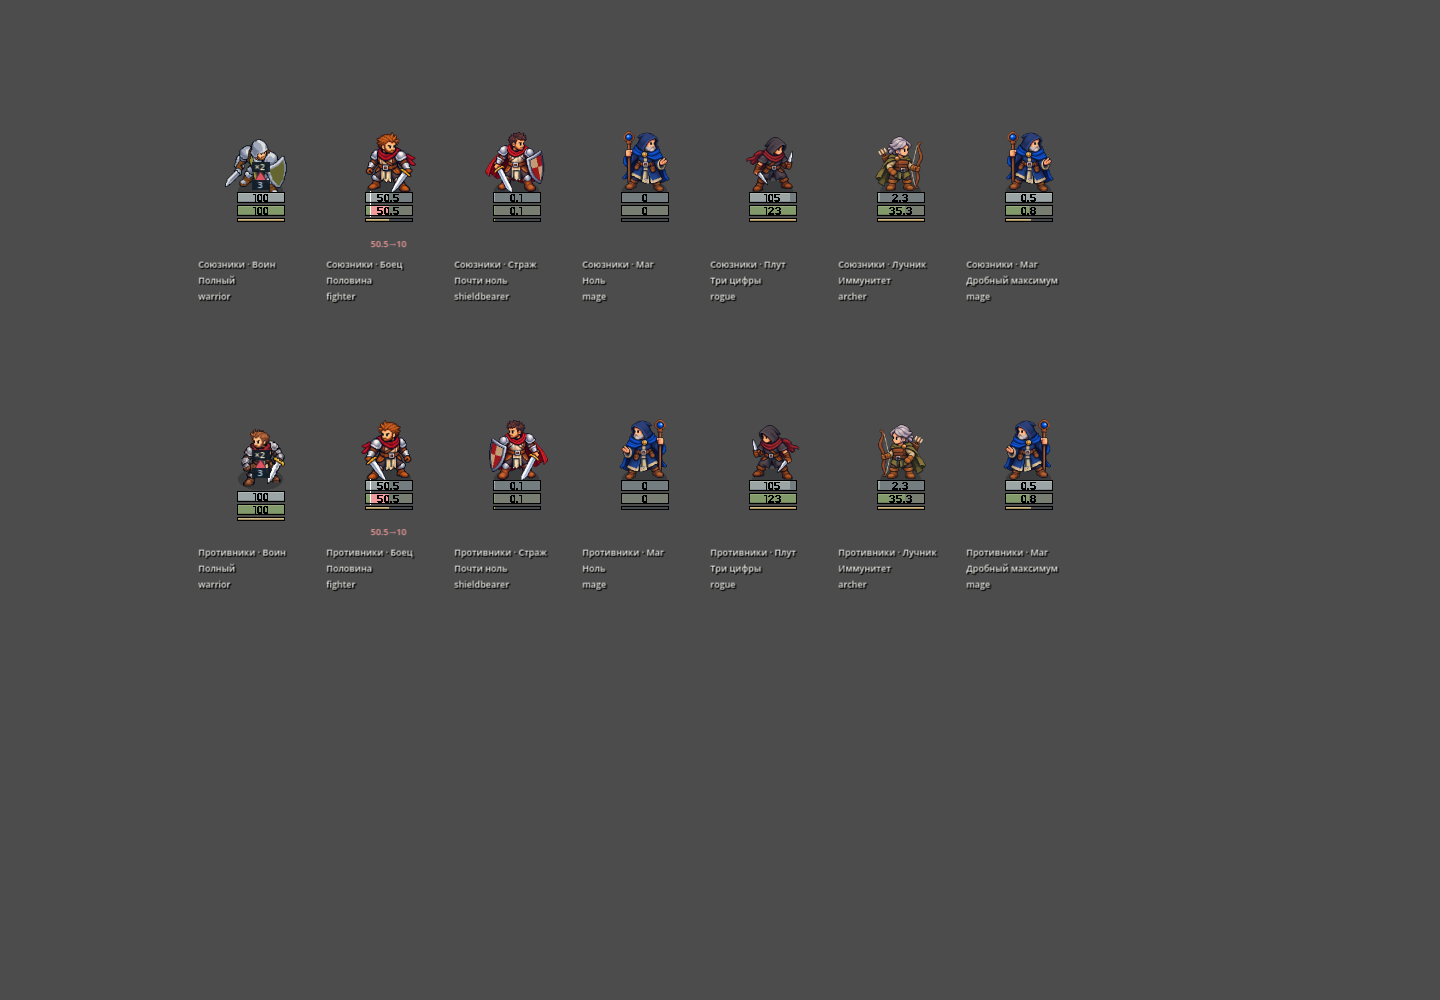 ×2
3
100 50.5 0.1 0 105 2.3 0.5
100 50.5 0.1 0 123 35.3 0.8
50.5→10
Союзники · Воин Союзники · Боец Союзники · Страж Союзники · Маг Союзники · Плут Союзники · Лучник Союзники · Маг
Полный Половина Почти ноль Ноль Три цифры Иммунитет Дробный максимум
warrior fighter shieldbearer mage rogue archer mage
×2
3
50.5 0.1 0 105 2.3 0.5
100
50.5 0.1 0 123 35.3 0.8
100
50.5→10
Противники · Воин Противники · Боец Противники · Страж Противники · Маг Противники · Плут Противники · Лучник Противники · Маг
Полный Половина Почти ноль Ноль Три цифры Иммунитет Дробный максимум
warrior fighter shieldbearer mage rogue archer mage